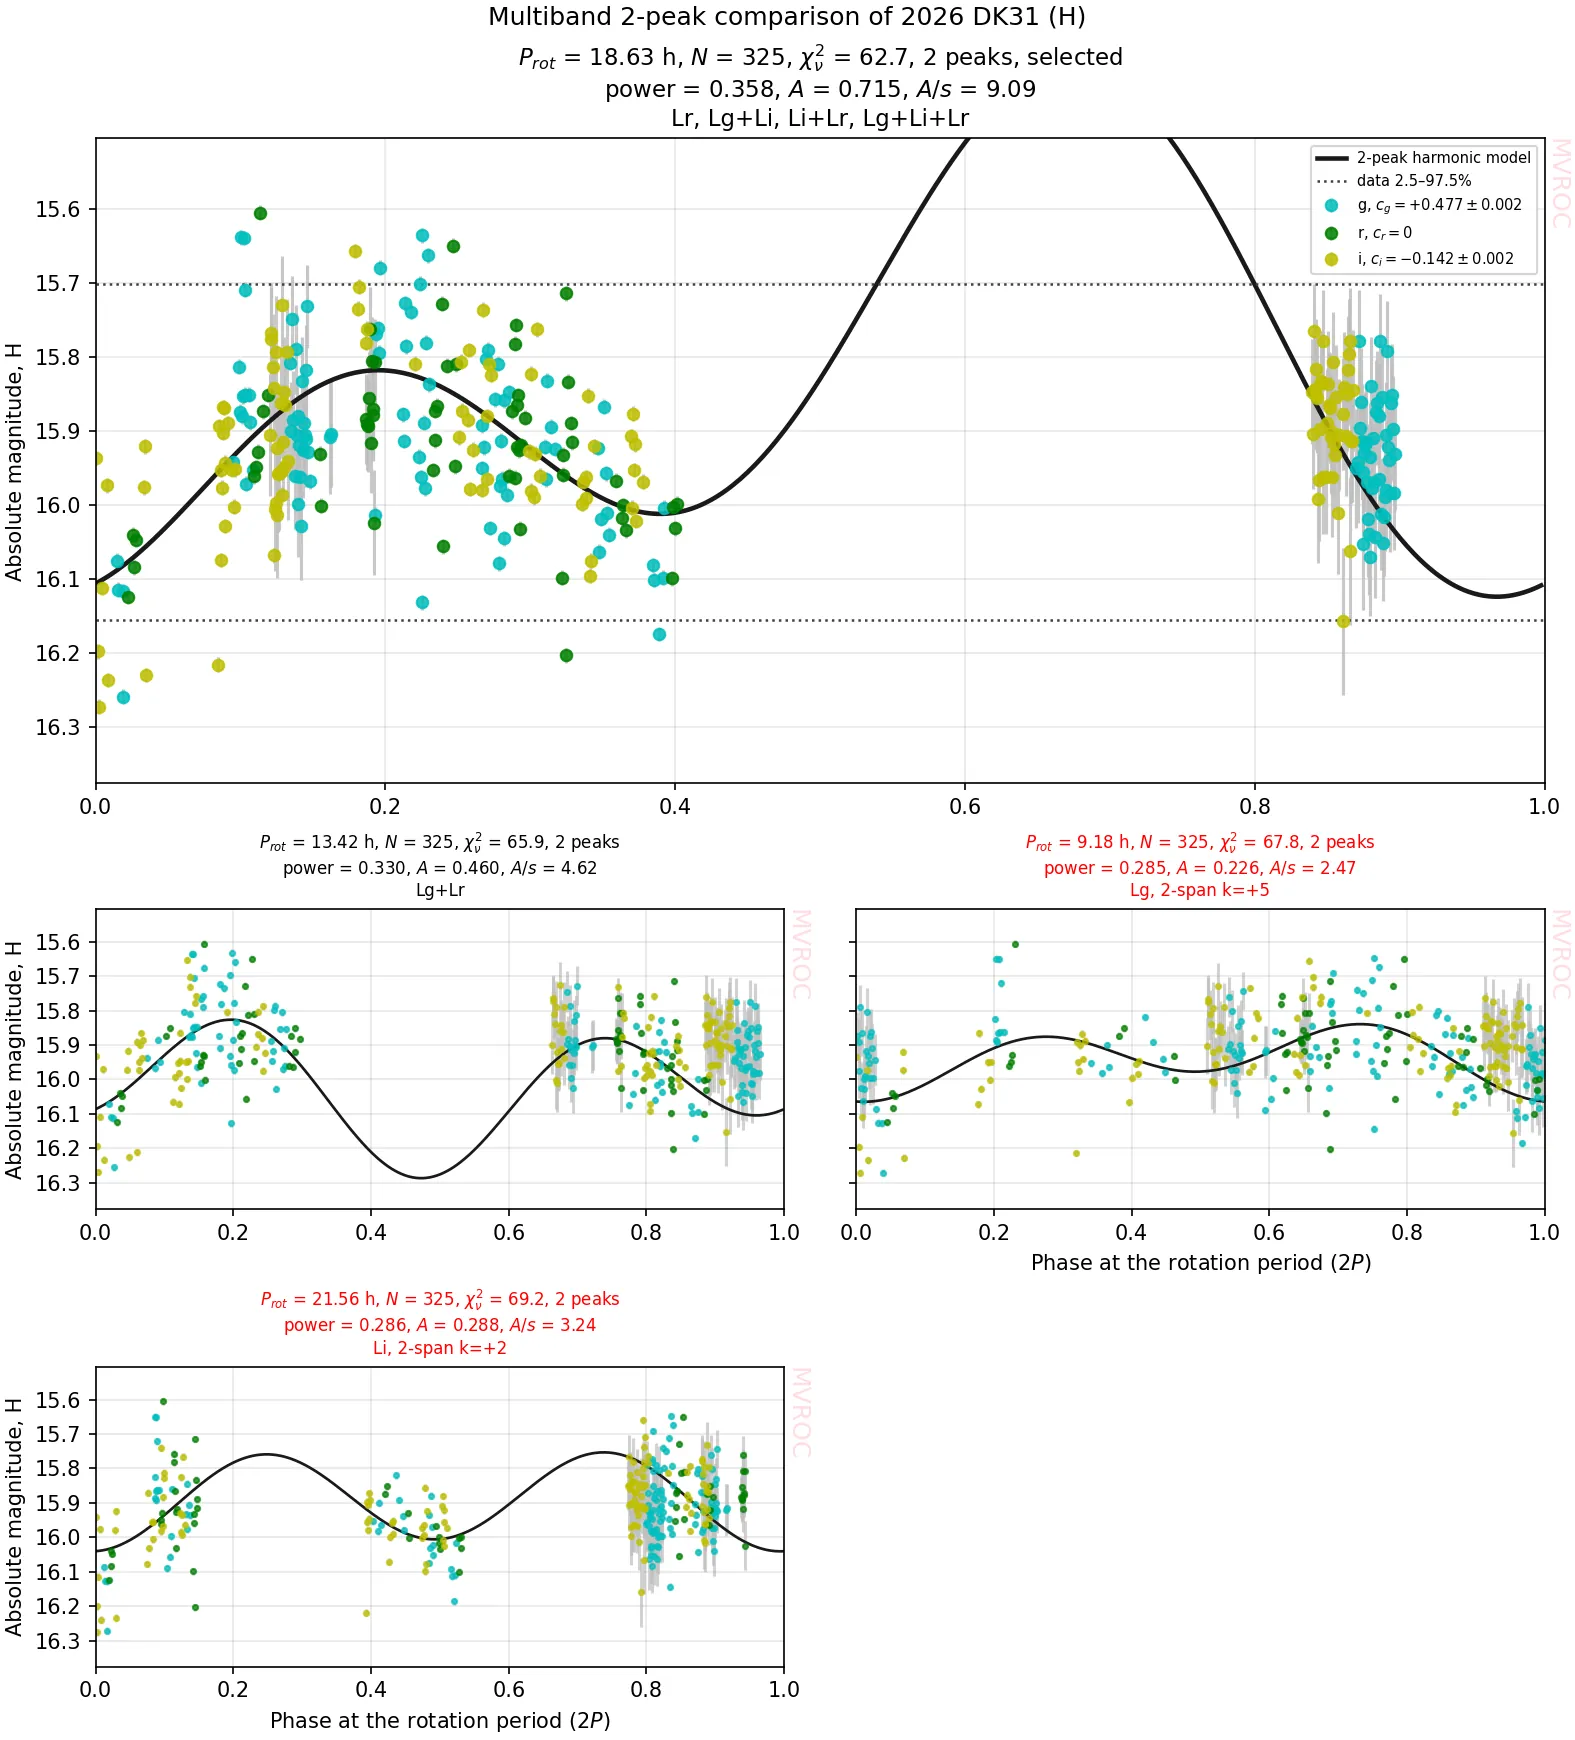 Multiband 2-peak comparison of 2026 DK31 (H)
P_rot = 18.63 h, N = 325, χ²_ν = 62.7, 2 peaks, selected
power = 0.358, A = 0.715, A/s = 9.09
Lr, Lg+Li, Li+Lr, Lg+Li+Lr
2-peak harmonic model
data 2.5–97.5%
g, c_g = +0.477 ± 0.002
r, c_r = 0
i, c_i = −0.142 ± 0.002
MVROC
Absolute magnitude, H
15.6
15.7
15.8
15.9
16.0
16.1
16.2
16.3
0.0 0.2 0.4 0.6 0.8 1.0
P_rot = 13.42 h, N = 325, χ²_ν = 65.9, 2 peaks
power = 0.330, A = 0.460, A/s = 4.62
Lg+Lr
MVROC
Absolute magnitude, H
15.6
15.7
15.8
15.9
16.0
16.1
16.2
16.3
0.0 0.2 0.4 0.6 0.8 1.0
P_rot = 9.18 h, N = 325, χ²_ν = 67.8, 2 peaks
power = 0.285, A = 0.226, A/s = 2.47
Lg, 2-span k=+5
MVROC
0.0 0.2 0.4 0.6 0.8 1.0
Phase at the rotation period (2P)
P_rot = 21.56 h, N = 325, χ²_ν = 69.2, 2 peaks
power = 0.286, A = 0.288, A/s = 3.24
Li, 2-span k=+2
MVROC
Absolute magnitude, H
15.6
15.7
15.8
15.9
16.0
16.1
16.2
16.3
0.0 0.2 0.4 0.6 0.8 1.0
Phase at the rotation period (2P)